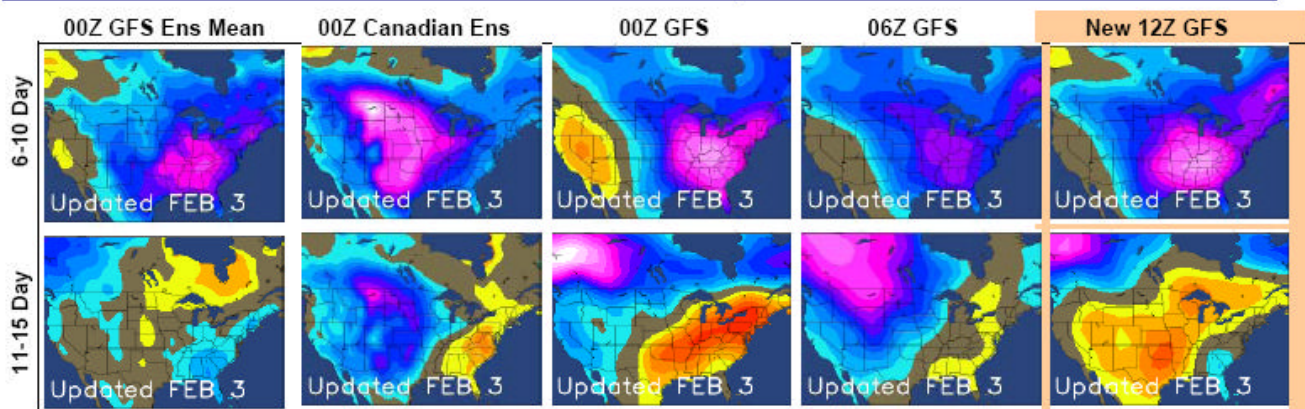 00Z GFS Ens Mean 00Z Canadian Ens 00Z GFS 06Z GFS New 12Z GFS
6-10 Day
Updated FEB 3 Updated FEB 3 Updated FEB 3 Updated FEB 3 Updated FEB 3
11-15 Day
Updated FEB 3 Updated FEB 3 Updated FEB 3 Updated FEB 3 Updated FEB 3